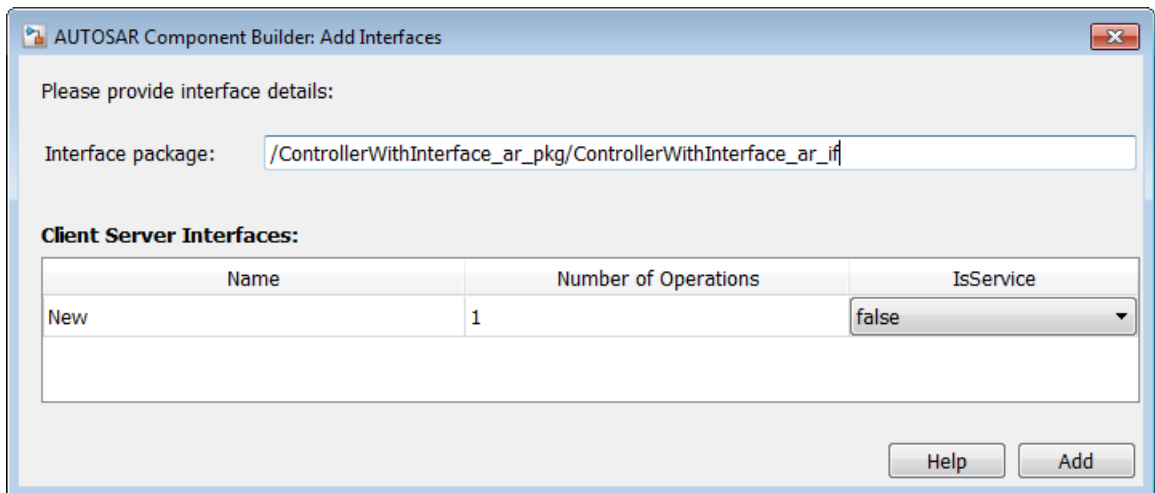 AUTOSAR Component Builder: Add Interfaces
Please provide interface details:
Interface package: /ControllerWithInterface_ar_pkg/ControllerWithInterface_ar_if
Client Server Interfaces:
Name Number of Operations IsService
New 1 false
Help Add